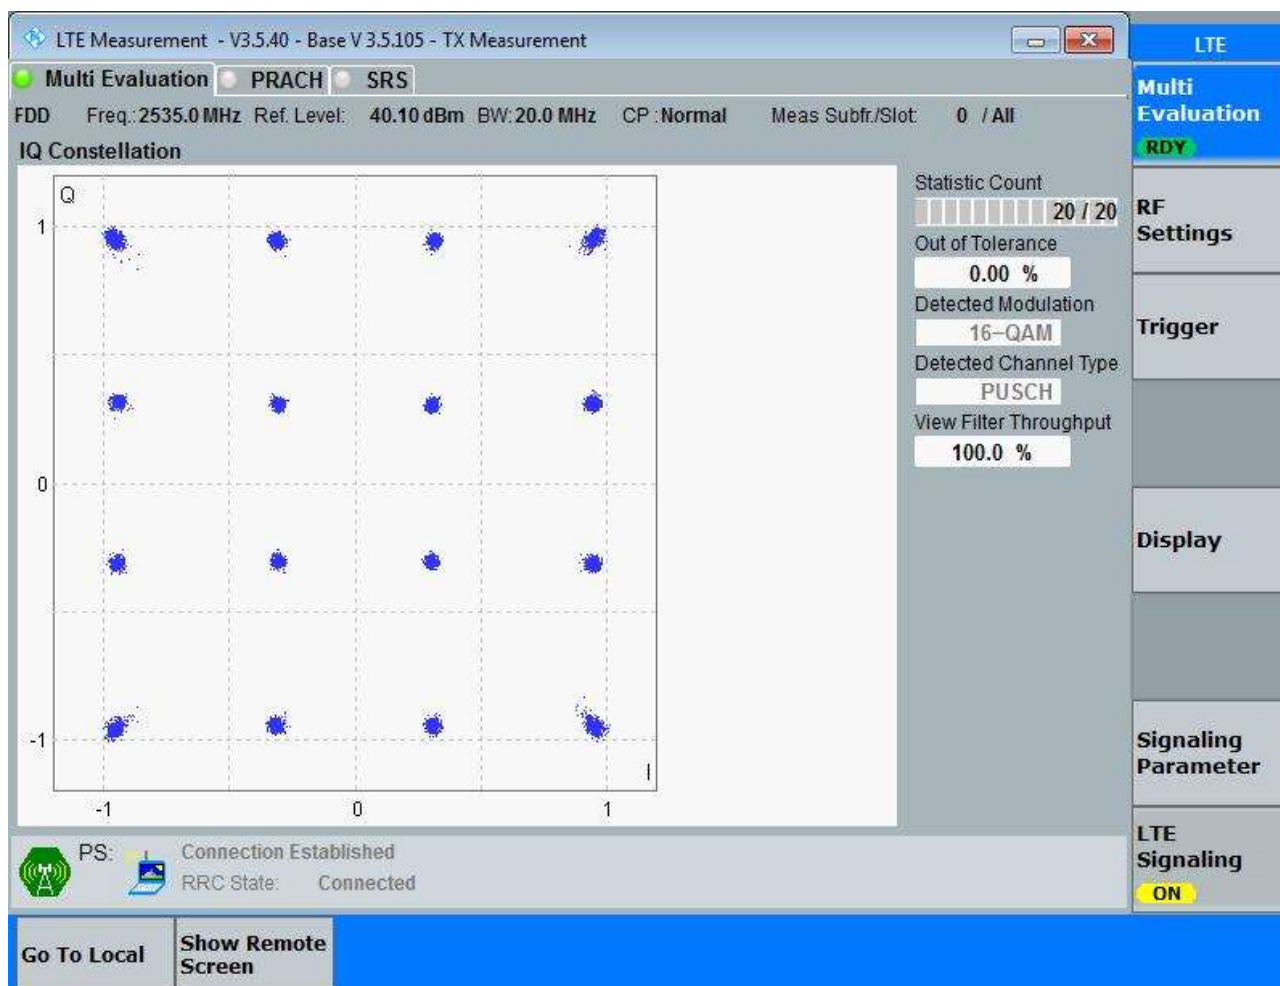 LTE Measurement - V3.5.40 - Base V 3.5.105 - TX Measurement
LTE
Multi Evaluation PRACH SRS
FDD Freq.: 2535.0 MHz Ref. Level: 40.10 dBm BW: 20.0 MHz CP : Normal Meas Subfr./Slot: 0 / All
IQ Constellation
Q
1
0
-1
I
-1 0 1
Statistic Count
20 / 20
Out of Tolerance
0.00 %
Detected Modulation
16-QAM
Detected Channel Type
PUSCH
View Filter Throughput
100.0 %
Multi
Evaluation
RDY
RF
Settings
Trigger
Display
Signaling
Parameter
LTE
Signaling
ON
PS: Connection Established
RRC State: Connected
Go To Local
Show Remote
Screen